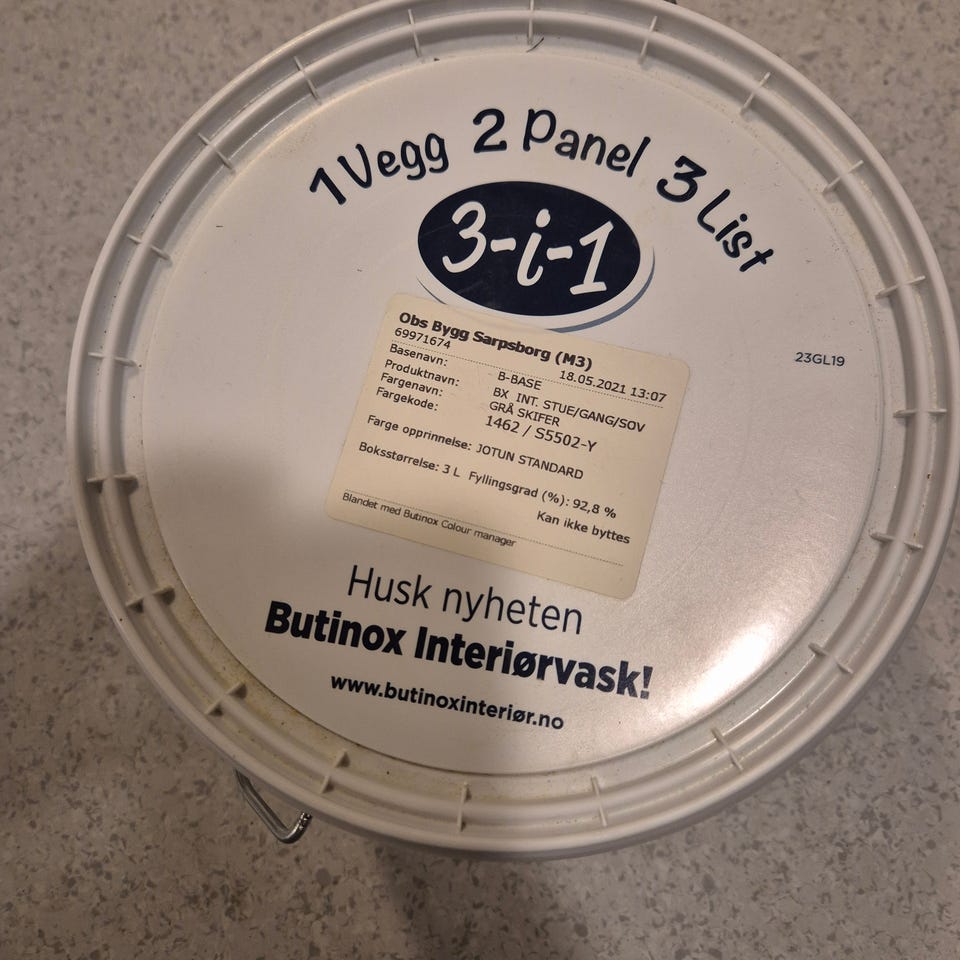 1 Vegg 2 Panel 3 List
3-i-1
23GL19
Obs Bygg Sarpsborg (M3)
69971674 18.05.2021 13:07
Basenavn: B-BASE
Produktnavn: BX INT. STUE/GANG/SOV
Fargenavn: GRÅ SKIFER
Fargekode: 1462 / S5502-Y
Farge opprinnelse: JOTUN STANDARD
Boksstørrelse: 3 L Fyllingsgrad (%): 92,8 %
Kan ikke byttes
Blandet med Butinox Colour manager
Husk nyheten
Butinox Interiørvask!
www.butinoxinteriør.no